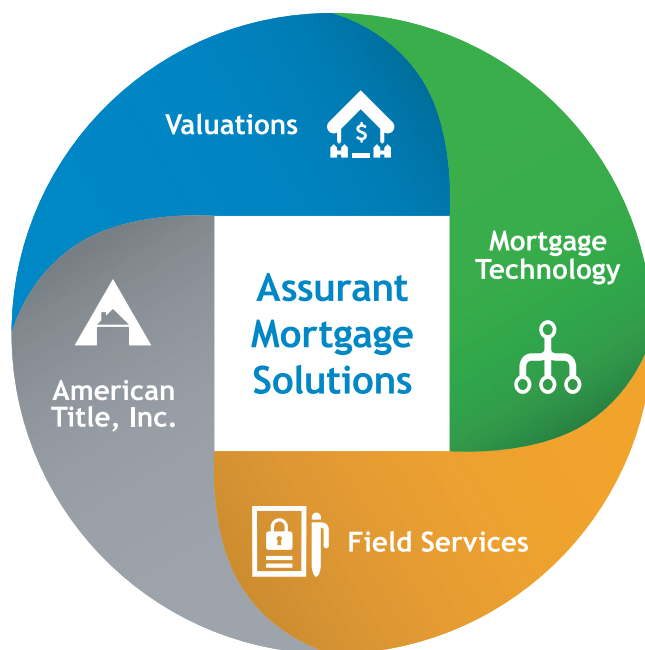 Valuations
$
Mortgage
Technology
Assurant
Mortgage
Solutions
American
Title, Inc.
Field Services